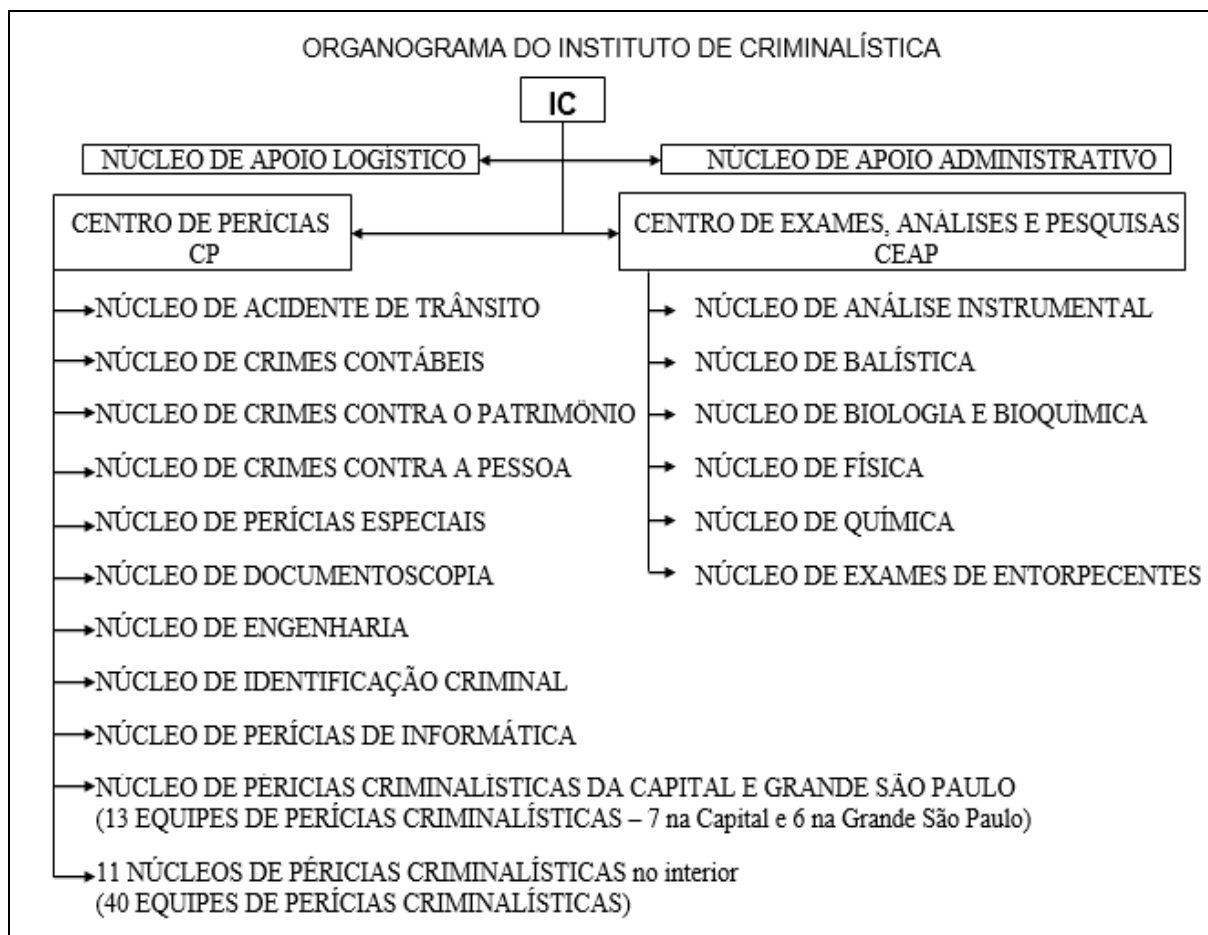 ORGANOGRAMA DO INSTITUTO DE CRIMINALÍSTICA
IC
NÚCLEO DE APOIO LOGÍSTICO
NÚCLEO DE APOIO ADMINISTRATIVO
CENTRO DE PERÍCIAS
CP
CENTRO DE EXAMES, ANÁLISES E PESQUISAS
CEAP
NÚCLEO DE ACIDENTE DE TRÂNSITO
NÚCLEO DE CRIMES CONTÁBEIS
NÚCLEO DE CRIMES CONTRA O PATRIMÔNIO
NÚCLEO DE CRIMES CONTRA A PESSOA
NÚCLEO DE PERÍCIAS ESPECIAIS
NÚCLEO DE DOCUMENTOSCOPIA
NÚCLEO DE ENGENHARIA
NÚCLEO DE IDENTIFICAÇÃO CRIMINAL
NÚCLEO DE PERÍCIAS DE INFORMÁTICA
NÚCLEO DE PÉRICIAS CRIMINALÍSTICAS DA CAPITAL E GRANDE SÃO PAULO
(13 EQUIPES DE PERÍCIAS CRIMINALÍSTICAS – 7 na Capital e 6 na Grande São Paulo)
11 NÚCLEOS DE PÉRICIAS CRIMINALÍSTICAS no interior
(40 EQUIPES DE PERÍCIAS CRIMINALÍSTICAS)
NÚCLEO DE ANÁLISE INSTRUMENTAL
NÚCLEO DE BALÍSTICA
NÚCLEO DE BIOLOGIA E BIOQUÍMICA
NÚCLEO DE FÍSICA
NÚCLEO DE QUÍMICA
NÚCLEO DE EXAMES DE ENTORPECENTES